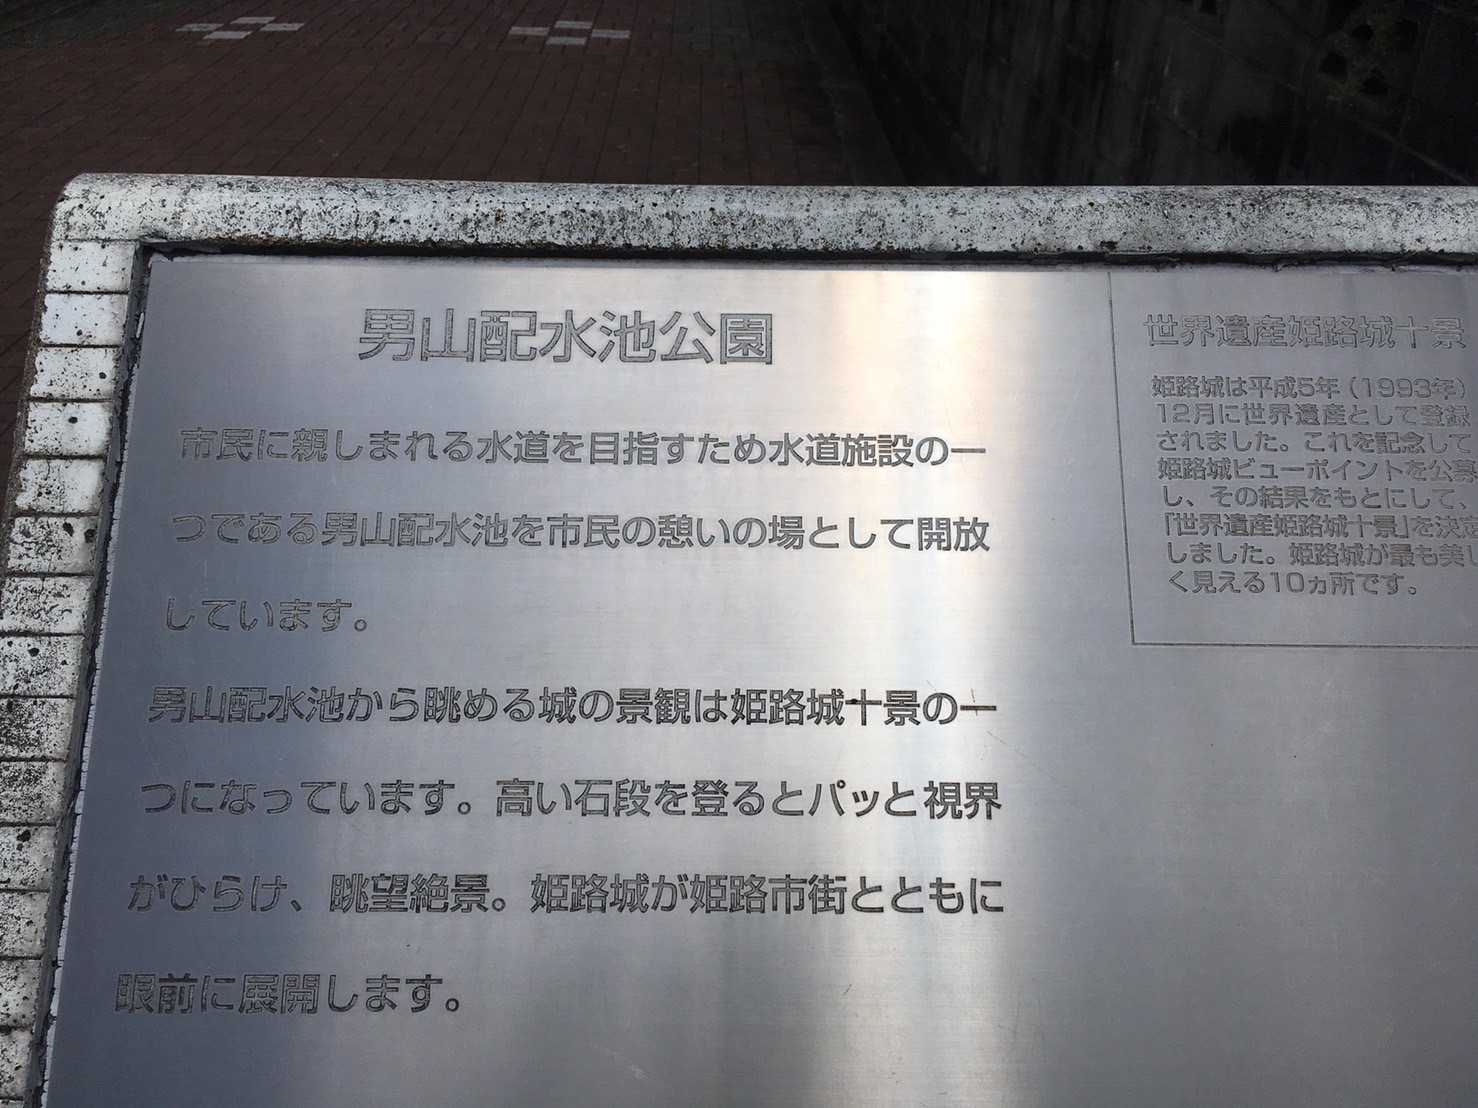 男山配水池公園
市民に親しまれる水道を目指すため水道施設の一
つである男山配水池を市民の憩いの場として開放
しています。
男山配水池から眺める城の景観は姫路城十景の一
つになっています。高い石段を登るとパッと視界
がひらけ、眺望絶景。姫路城が姫路市街とともに
眼前に展開します。
世界遺産姫路城十景
姫路城は平成5年（1993年）
12月に世界遺産として登録
されました。これを記念して
姫路城ビューポイントを公募
し、その結果をもとにして、
｢世界遺産姫路城十景｣を決定
しました。姫路城が最も美し
く見える10ヵ所です。